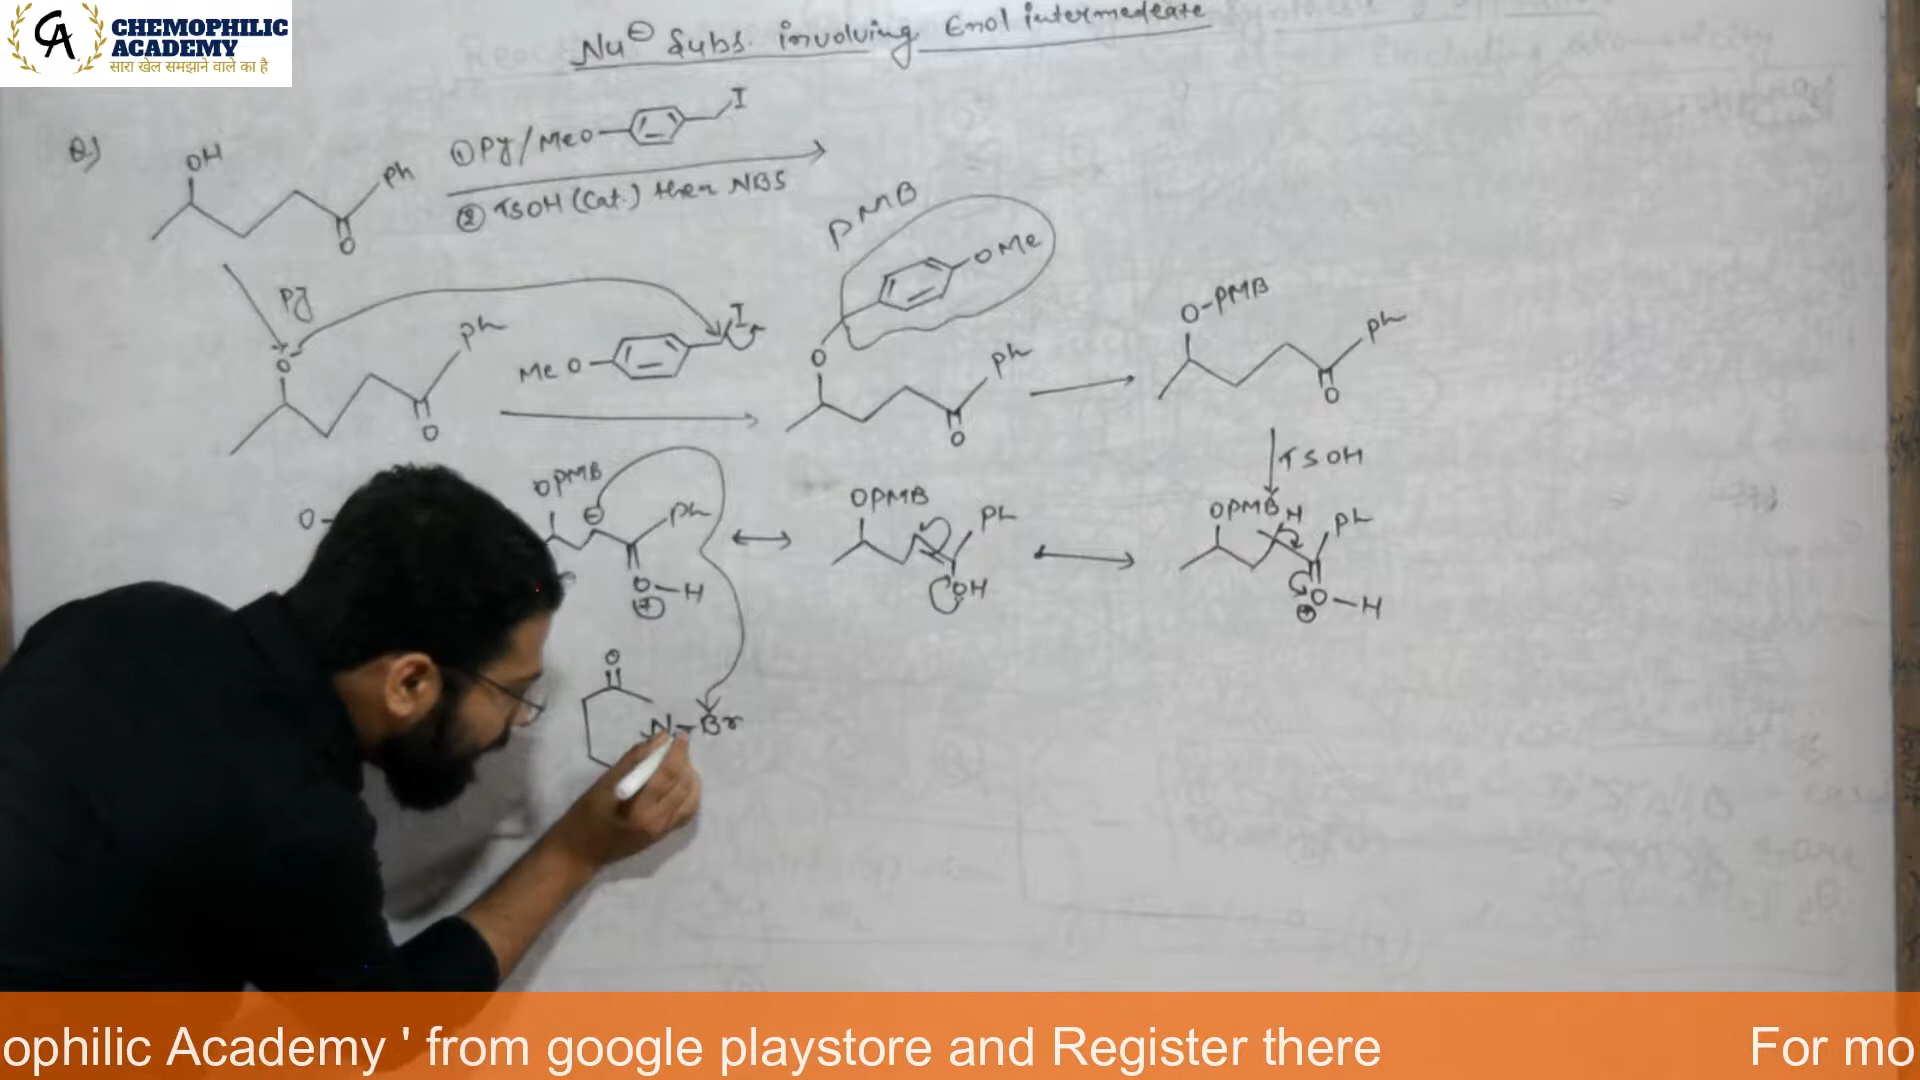 CHEMOPHILIC
ACADEMY
सारा खेल समझाने वाले का है
CA
Nu⊖ Subs. involving Enol intermedeate
Q.)
OH
Ph
O
① PY/MeO
I
② TSOH (Cat.) then NBS
PY
O⁻
Ph
O
MeO
I
PMB
OMe
O
Ph
O
O-PMB
Ph
O
TSOH
O-
OPMB
⊖
Ph
O-H
⊕
OPMB
Ph
OH
OPMB
H
Ph
O-H
⊕
O
N-Br
ophilic Academy ' from google playstore and Register there
For mo